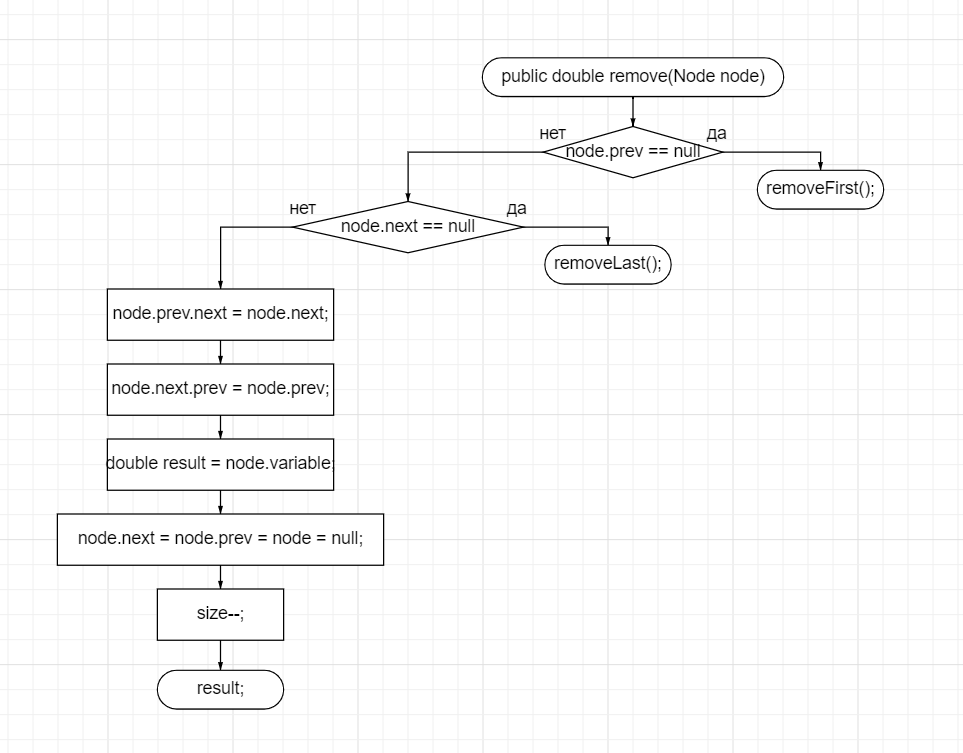 public double remove(Node node)
нет
да
node.prev == null
removeFirst();
нет
да
node.next == null
removeLast();
node.prev.next = node.next;
node.next.prev = node.prev;
double result = node.variable;
node.next = node.prev = node = null;
size--;
result;